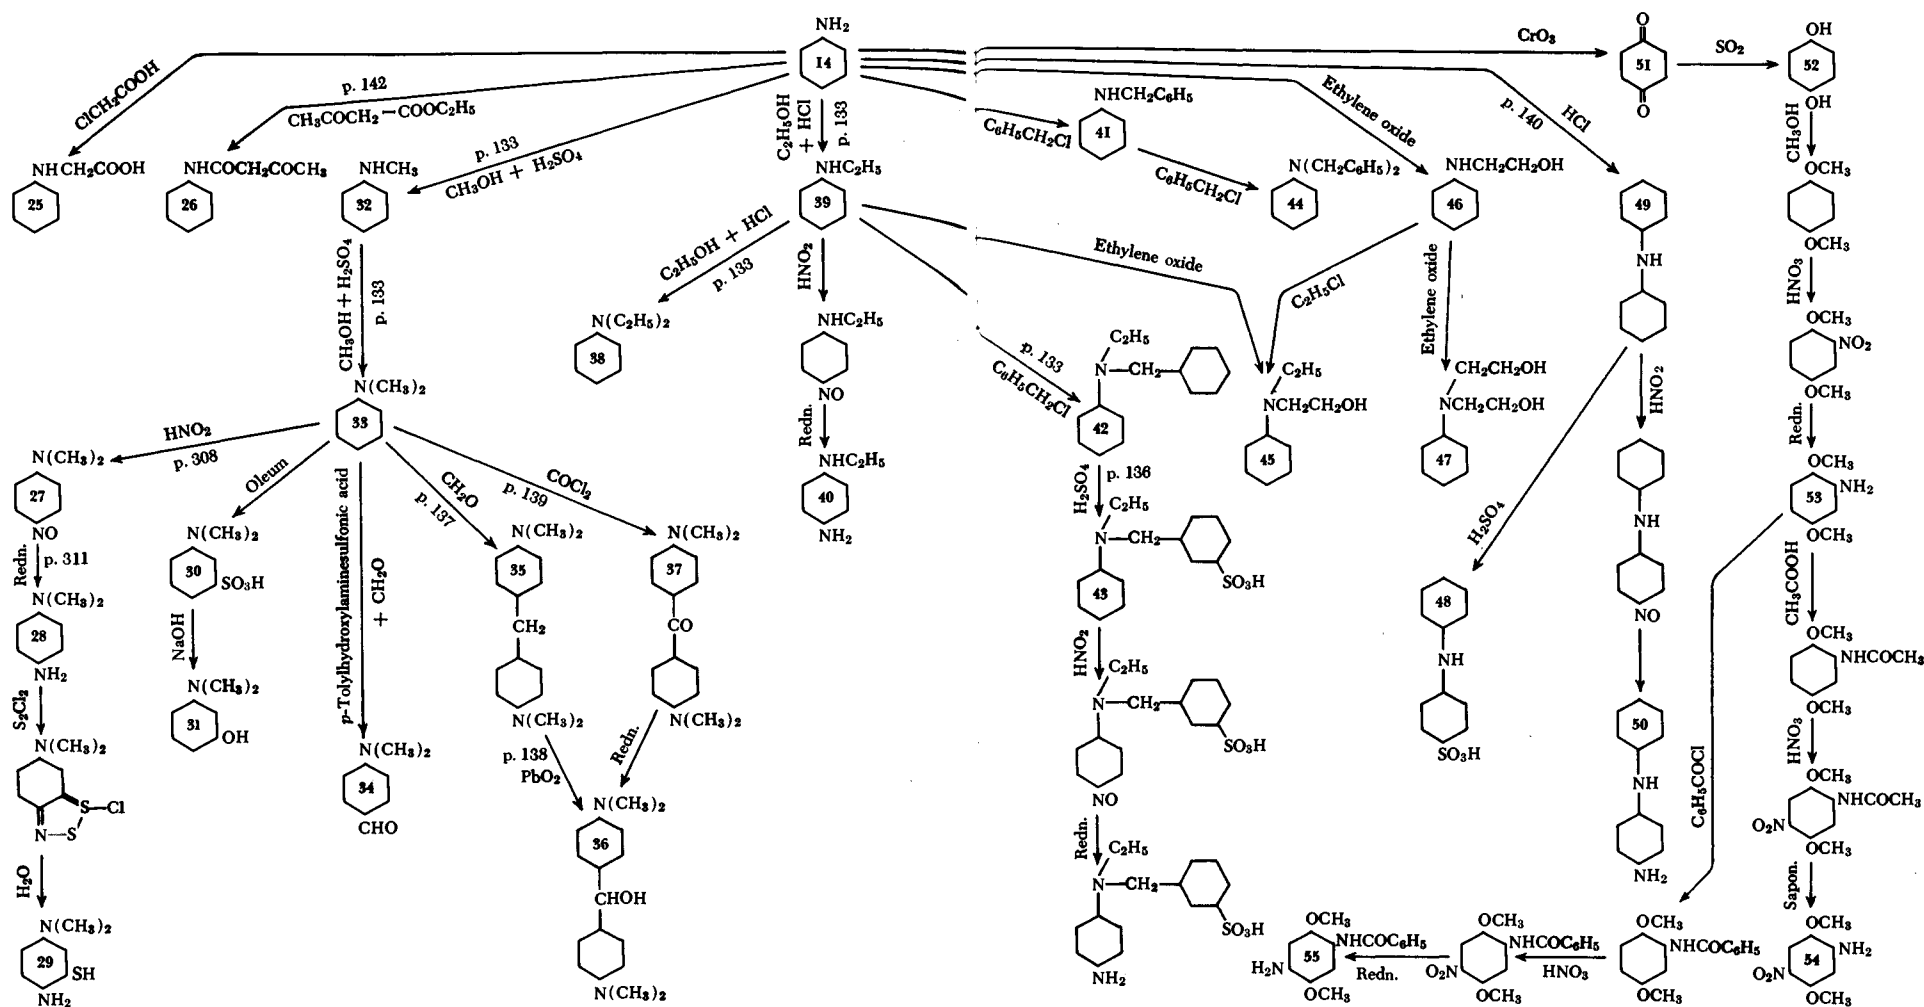 NH₂
14
ClCH₂COOH
NHCH₂COOH
25
p. 142
CH₃COCH₂—COOC₂H₅
NHCOCH₂COCH₃
26
p. 133
CH₃OH + H₂SO₄
NHCH₃
32
C₂H₅OH
+ HCl
p. 133
NHC₂H₅
39
C₆H₅CH₂Cl
NHCH₂C₆H₅
41
C₆H₅CH₂Cl
N(CH₂C₆H₅)₂
44
Ethylene oxide
NHCH₂CH₂OH
46
HCl
p. 140
49
NH
CrO₃
O
51
O
SO₂
OH
52
OH
CH₃OH
OCH₃
OCH₃
HNO₃
OCH₃
NO₂
OCH₃
Redn.
OCH₃
NH₂
53
OCH₃
CH₃COOH
OCH₃
NHCOCH₃
OCH₃
HNO₃
OCH₃
NHCOCH₃
O₂N
OCH₃
Sapon.
OCH₃
NH₂
54
O₂N
OCH₃
CH₃OH + H₂SO₄
p. 133
N(CH₃)₂
33
HNO₂
p. 308
N(CH₃)₂
27
NO
Redn.
p. 311
N(CH₃)₂
28
NH₂
S₂Cl₂
N(CH₃)₂
S—Cl
N—S
H₂O
N(CH₃)₂
29
SH
NH₂
Oleum
N(CH₃)₂
30
SO₃H
NaOH
N(CH₃)₂
31
OH
p-Tolylhydroxylaminesulfonic acid
+ CH₂O
N(CH₃)₂
34
CHO
CH₂O
p. 137
N(CH₃)₂
35
CH₂
N(CH₃)₂
COCl₂
p. 139
N(CH₃)₂
37
CO
N(CH₃)₂
p. 138
PbO₂
Redn.
N(CH₃)₂
36
CHOH
N(CH₃)₂
C₂H₅OH + HCl
p. 133
N(C₂H₅)₂
38
HNO₂
NHC₂H₅
NO
Redn.
NHC₂H₅
40
NH₂
p. 133
C₆H₅CH₂Cl
C₂H₅
N—CH₂
42
H₂SO₄
p. 136
C₂H₅
N—CH₂
SO₃H
43
HNO₂
C₂H₅
N—CH₂
SO₃H
NO
Redn.
C₂H₅
N—CH₂
SO₃H
NH₂
Ethylene oxide
C₂H₅Cl
C₂H₅
NCH₂CH₂OH
45
Ethylene oxide
CH₂CH₂OH
NCH₂CH₂OH
47
H₂SO₄
48
NH
SO₃H
HNO₂
NH
NO
50
NH
NH₂
C₆H₅COCl
OCH₃
NHCOC₆H₅
OCH₃
HNO₃
OCH₃
NHCOC₆H₅
O₂N
OCH₃
Redn.
OCH₃
NHCOC₆H₅
55
H₂N
OCH₃